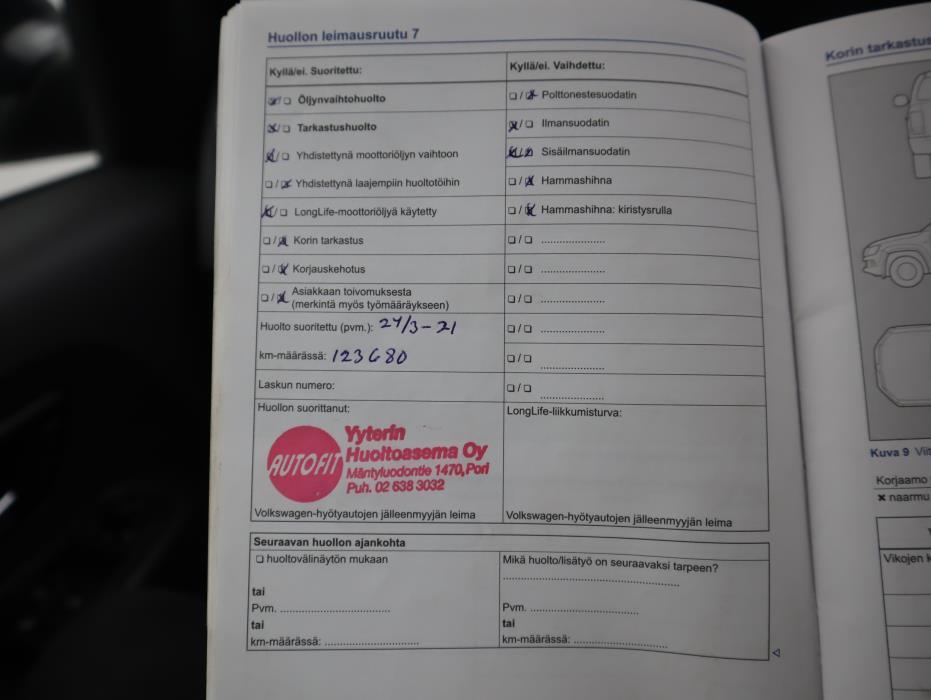 Huollon leimausruutu 7
Kyllä/ei. Suoritettu:
Öljynvaihtohuolto
Tarkastushuolto
Yhdistettynä moottoriöljyn vaihtoon
Yhdistettynä laajempiin huoltotöihin
LongLife-moottoriöljyä käytetty
Korin tarkastus
Korjauskehotus
Asiakkaan toivomuksesta
(merkintä myös työmääräykseen)
Huolto suoritettu (pvm.): 24/3-21
km-määrässä: 123680
Laskun numero:
Huollon suorittanut:
AUTOFIT
Yyterin
Huoltoasema Oy
Mäntyluodontie 1470, Pori
Puh. 02 638 3032
Volkswagen-hyötyautojen jälleenmyyjän leima
Kyllä/ei. Vaihdettu:
Polttonestesuodatin
Ilmansuodatin
Sisäilmansuodatin
Hammashihna
Hammashihna: kiristysrulla
LongLife-liikkumisturva:
Volkswagen-hyötyautojen jälleenmyyjän leima
Seuraavan huollon ajankohta
huoltovälinäytön mukaan
tai
Pvm. ..............................
tai
km-määrässä: ..........................
Mikä huolto/lisätyö on seuraavaksi tarpeen?
Pvm. ..............................
tai
km-määrässä: ..........................
Korin tarkastus
Kuva 9
Korjaamo
x naarmu
Vikojen